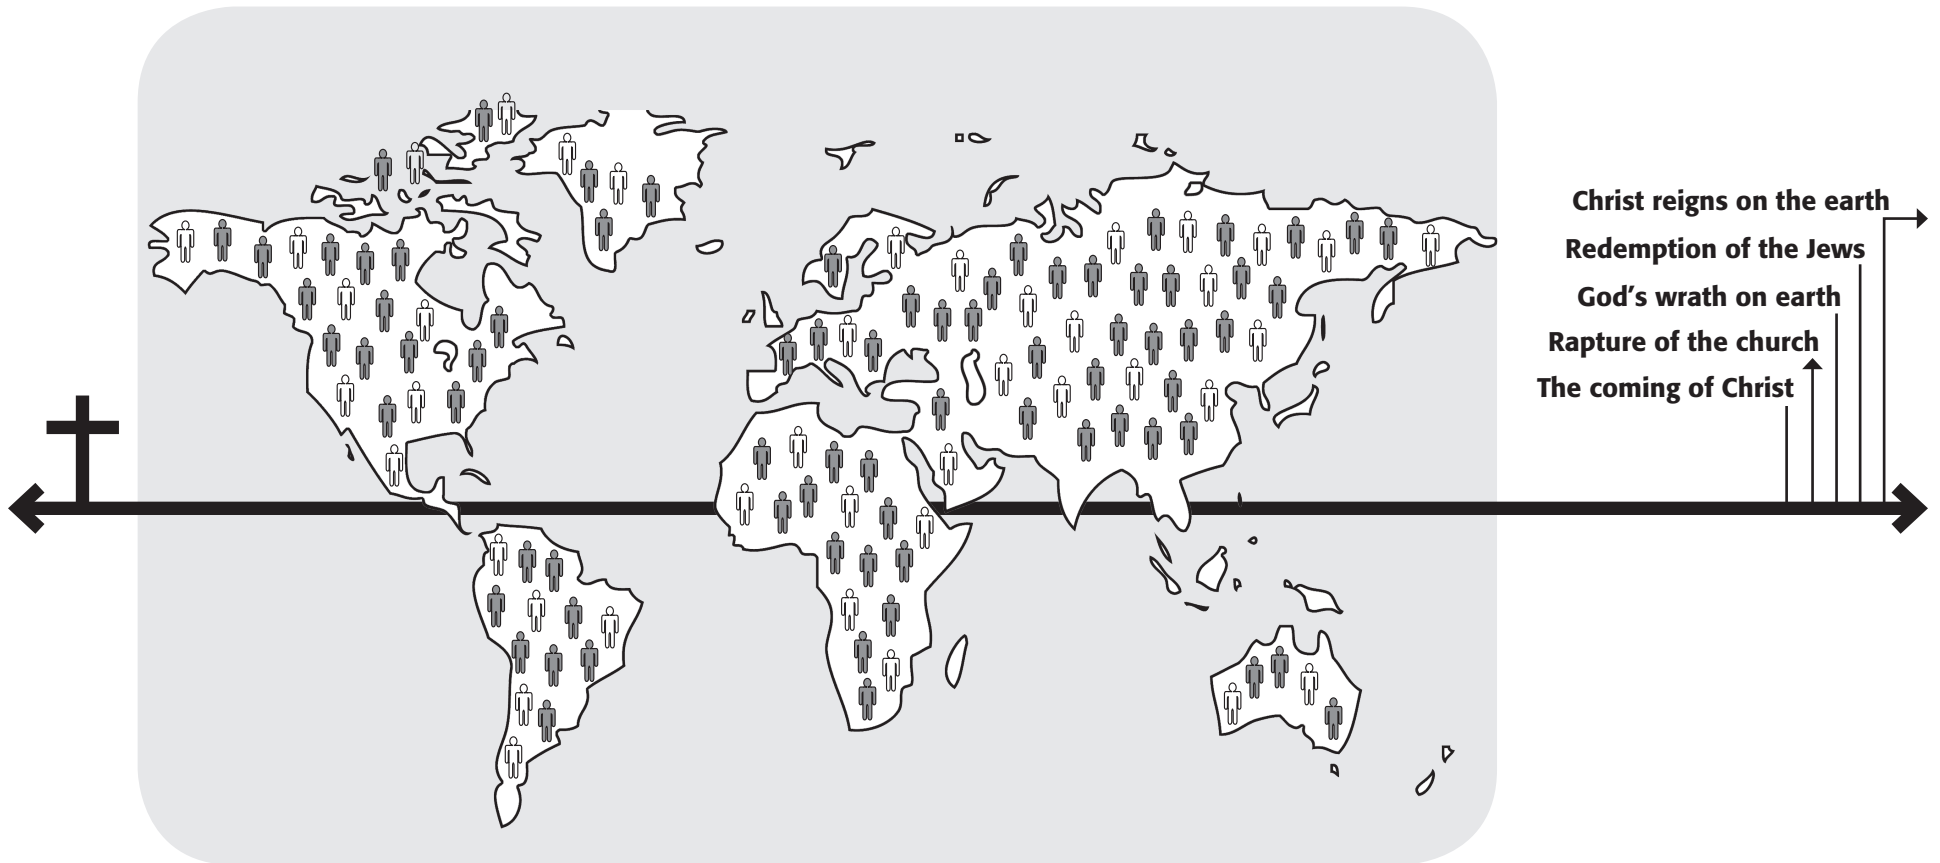 Christ reigns on the earth
Redemption of the Jews
God’s wrath on earth
Rapture of the church
The coming of Christ